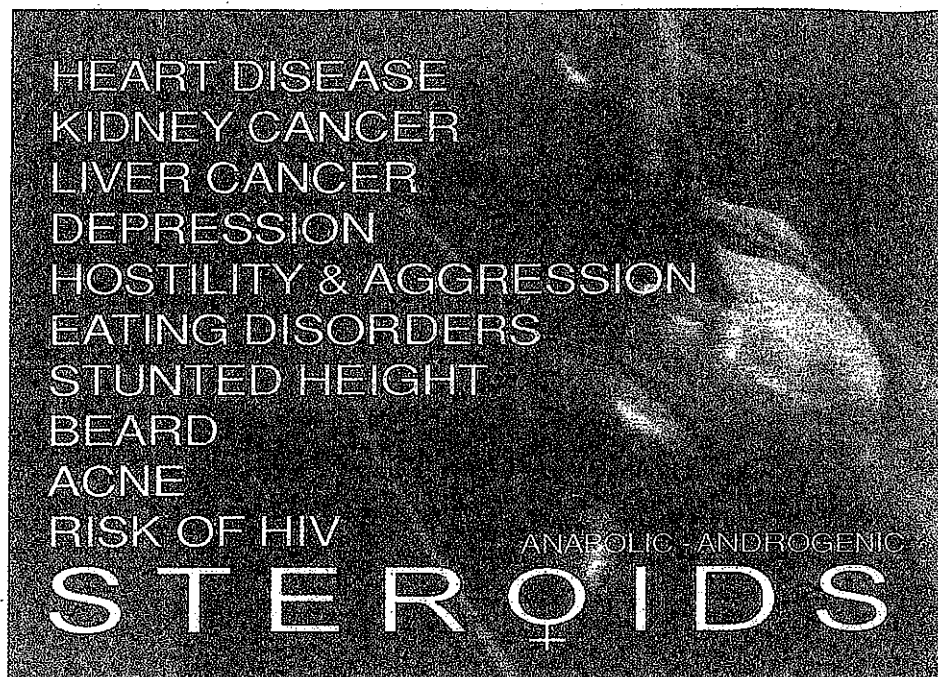 HEART DISEASE
KIDNEY CANCER
LIVER CANCER
DEPRESSION
HOSTILITY & AGGRESSION
EATING DISORDERS
STUNTED HEIGHT
BEARD
ACNE
RISK OF HIV
ANABOLIC - ANDROGENIC
STEROIDS